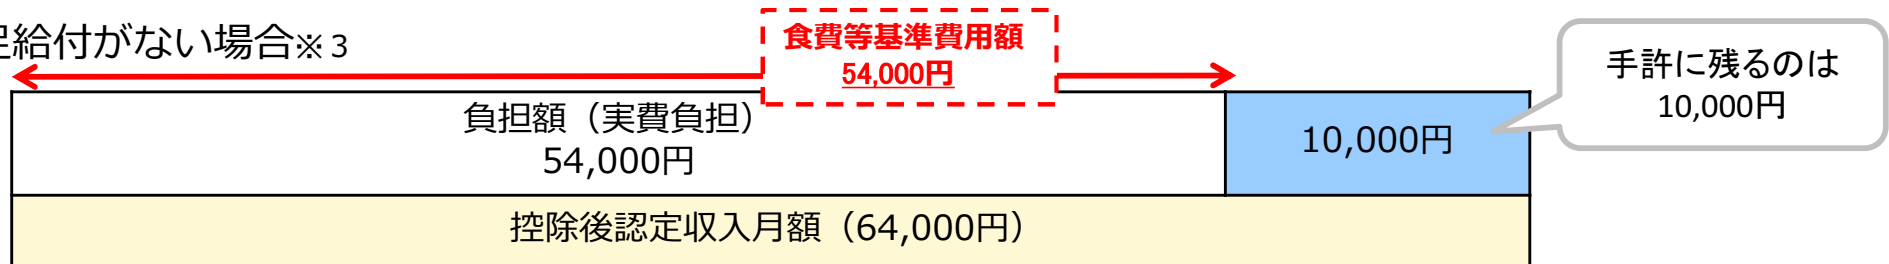 給付がない場合※3
食費等基準費用額
54,000円
手許に残るのは
10,000円
負担額（実費負担）
54,000円
10,000円
控除後認定収入月額（64,000円）